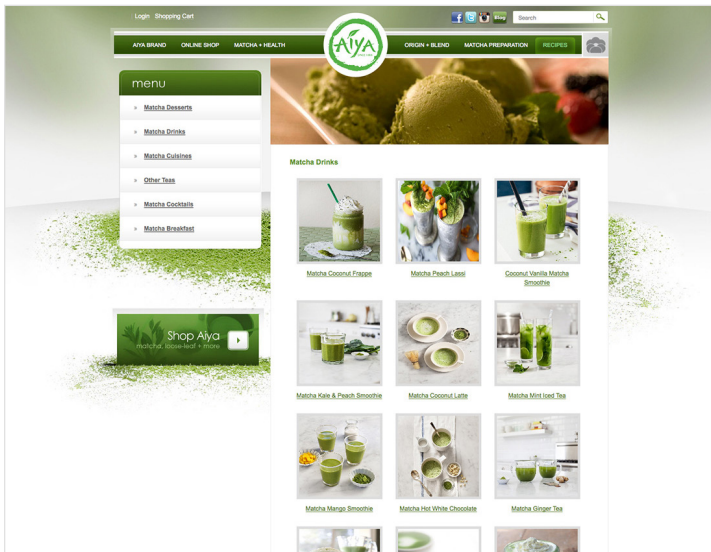 Login Shopping Cart
Blog
Search
AIYA BRAND
ONLINE SHOP
MATCHA + HEALTH
AIYA
ORIGIN + BLEND
MATCHA PREPARATION
RECIPES
menu
Matcha Desserts
Matcha Drinks
Matcha Cuisines
Other Teas
Matcha Cocktails
Matcha Breakfast
Shop Aiya
matcha, loose-leaf + more
Matcha Drinks
Matcha Coconut Frappe
Matcha Peach Lassi
Coconut Vanilla Matcha
Smoothie
Matcha Kale & Peach Smoothie
Matcha Coconut Latte
Matcha Mint Iced Tea
Matcha Mango Smoothie
Matcha Hot White Chocolate
Matcha Ginger Tea